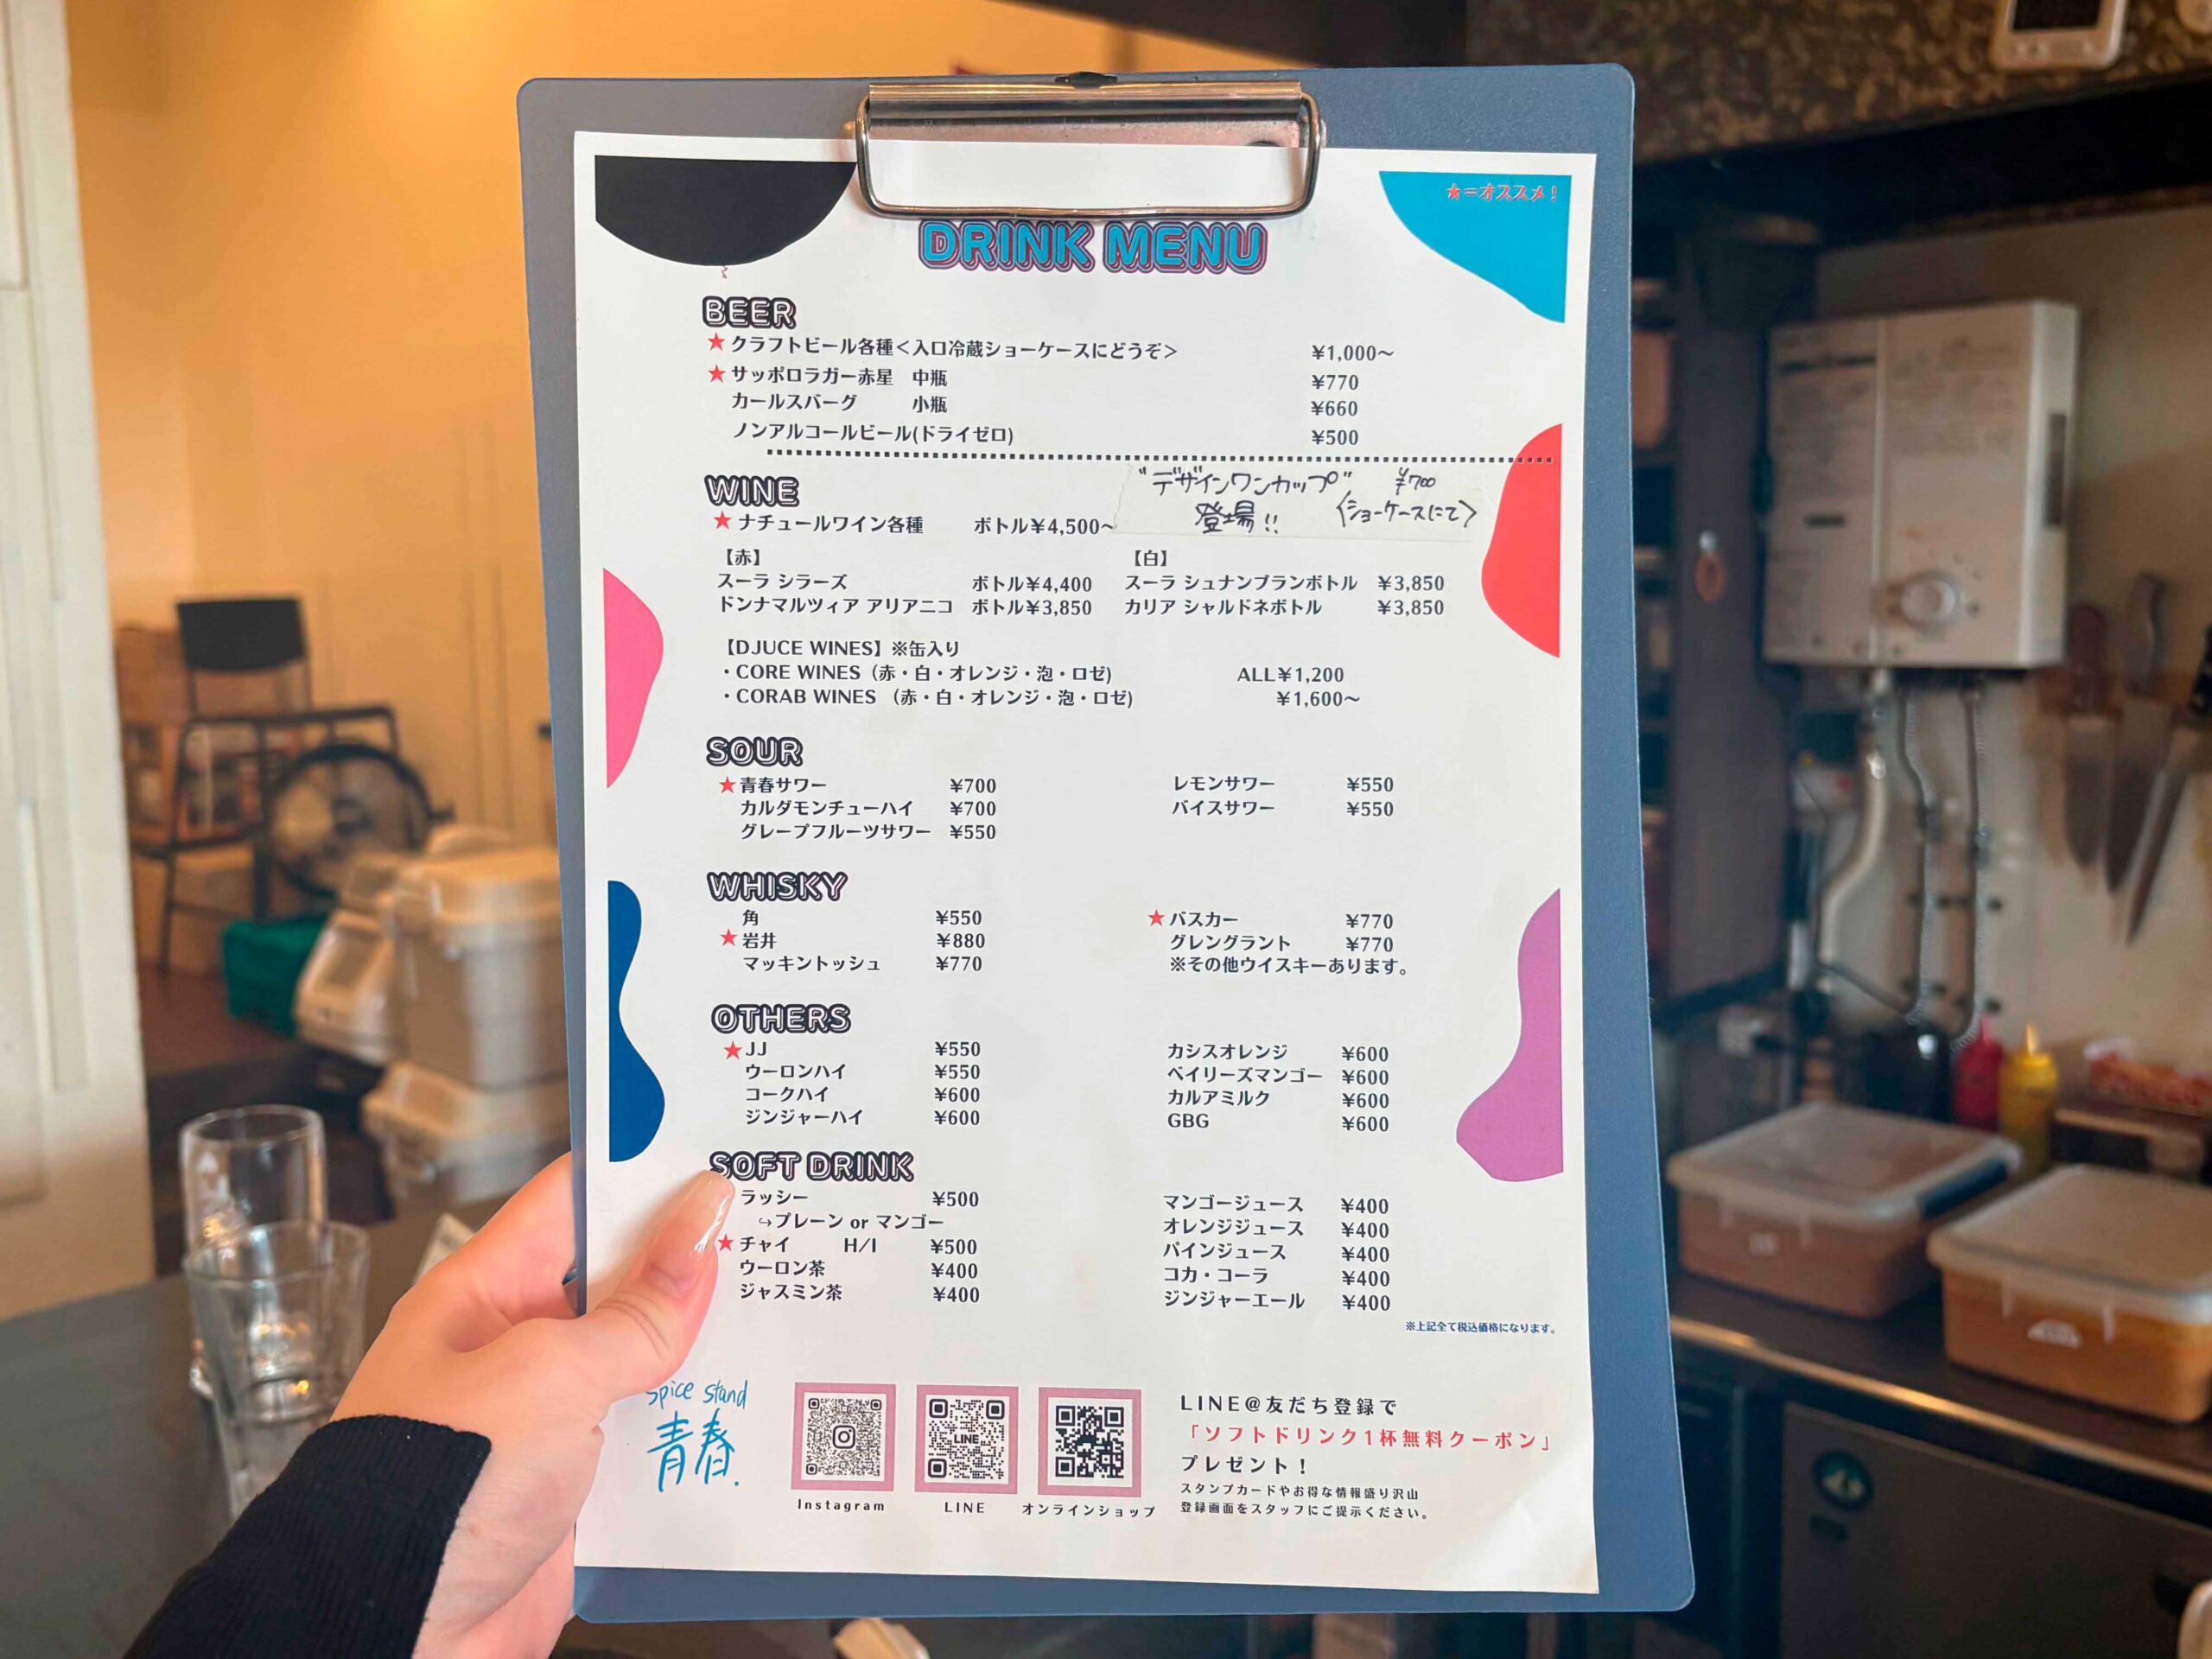 ★=オススメ!
DRINK MENU
BEER
★クラフトビール各種<入口冷蔵ショーケースにどうぞ> ¥1,000~
★サッポロラガー赤星 中瓶 ¥770
カールスバーグ 小瓶 ¥660
ノンアルコールビール(ドライゼロ) ¥500
"デザインワンカップ" ¥700
登場!! <ショーケースにて>
WINE
★ナチュールワイン各種 ボトル¥4,500~
【赤】 【白】
スーラ シラーズ ボトル¥4,400 スーラ シュナンブランボトル ¥3,850
ドンナマルツィア アリアニコ ボトル¥3,850 カリア シャルドネボトル ¥3,850
【DJUCE WINES】※缶入り
・CORE WINES(赤・白・オレンジ・泡・ロゼ) ALL¥1,200
・CORAB WINES (赤・白・オレンジ・泡・ロゼ) ¥1,600~
SOUR
★青春サワー ¥700 レモンサワー ¥550
カルダモンチューハイ ¥700 バイスサワー ¥550
グレープフルーツサワー ¥550
WHISKY
角 ¥550 ★バスカー ¥770
★岩井 ¥880 グレングラント ¥770
マッキントッシュ ¥770 ※その他ウイスキーあります。
OTHERS
★JJ ¥550 カシスオレンジ ¥600
ウーロンハイ ¥550 ベイリーズマンゴー ¥600
コークハイ ¥600 カルアミルク ¥600
ジンジャーハイ ¥600 GBG ¥600
SOFT DRINK
ラッシー ¥500 マンゴージュース ¥400
↪プレーン or マンゴー オレンジジュース ¥400
★チャイ H/I ¥500 パインジュース ¥400
ウーロン茶 ¥400 コカ・コーラ ¥400
ジャスミン茶 ¥400 ジンジャーエール ¥400
※上記全て税込価格になります。
spice stand
青春.
LINE
Instagram LINE オンラインショップ
LINE@友だち登録で
「ソフトドリンク1杯無料クーポン」
プレゼント!
スタンプカードやお得な情報盛り沢山
登録画面をスタッフにご提示ください。